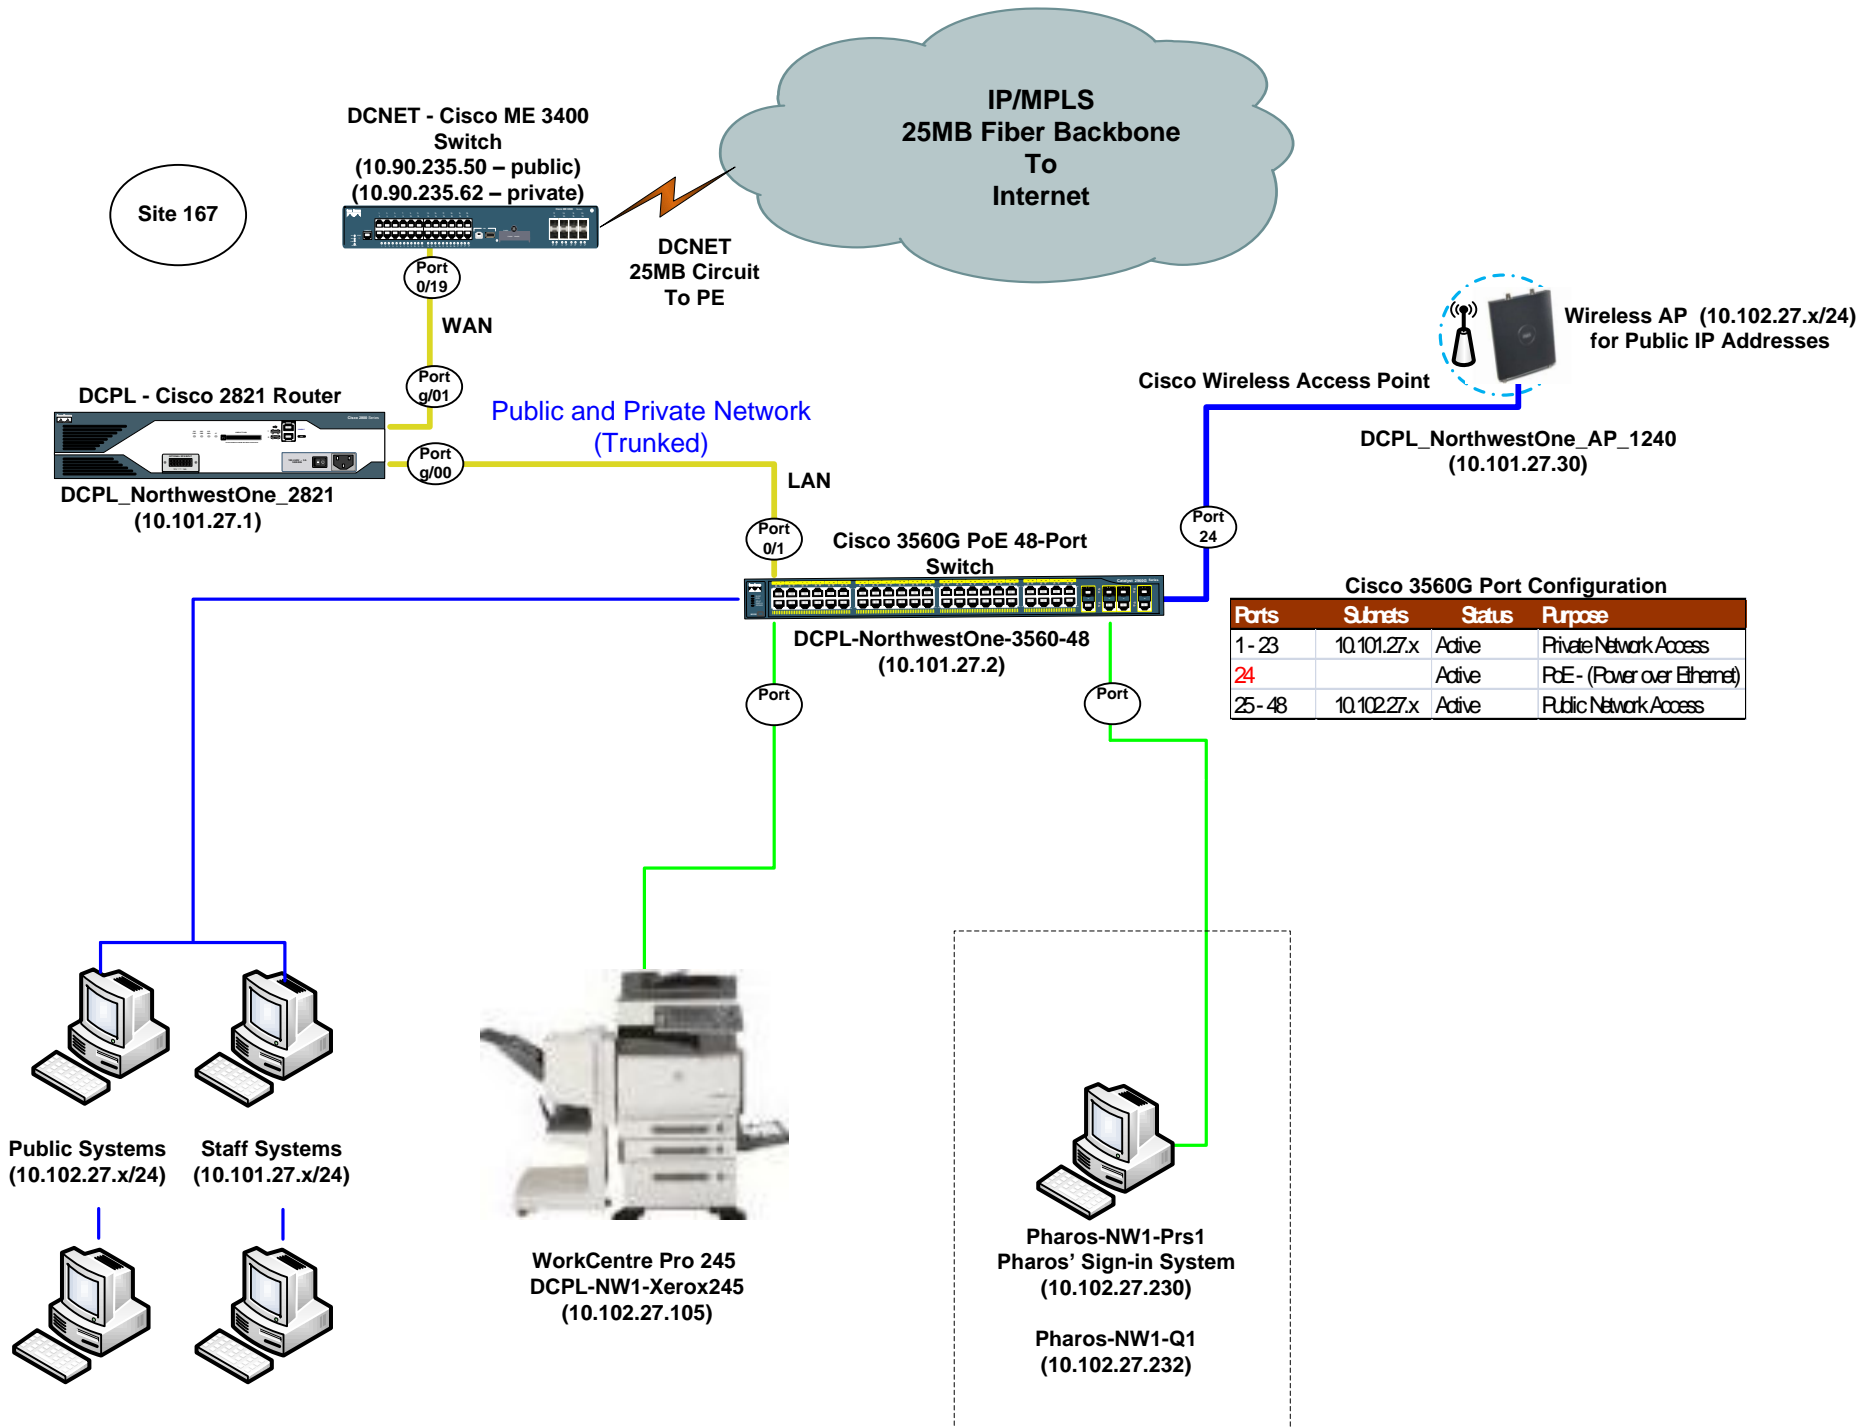 IP/MPLS
25MB Fiber Backbone
To
Internet
DCNET - Cisco ME 3400
Switch
(10.90.235.50 – public)
(10.90.235.62 – private)
Site 167
DCNET
25MB Circuit
To PE
Port
0/19
WAN
Port
g/01
DCPL - Cisco 2821 Router
Public and Private Network
(Trunked)
Port
g/00
LAN
DCPL_NorthwestOne_2821
(10.101.27.1)
Wireless AP (10.102.27.x/24)
for Public IP Addresses
Cisco Wireless Access Point
DCPL_NorthwestOne_AP_1240
(10.101.27.30)
Port
24
Port
0/1
Cisco 3560G PoE 48-Port
Switch
DCPL-NorthwestOne-3560-48
(10.101.27.2)
Port
Port
Cisco 3560G Port Configuration
Ports Subnets Status Purpose
1 - 23 10.101.27.x Active Private Network Access
24 Active PoE - (Power over Ethernet)
25 - 48 10.102.27.x Active Public Network Access
Public Systems
(10.102.27.x/24)
Staff Systems
(10.101.27.x/24)
WorkCentre Pro 245
DCPL-NW1-Xerox245
(10.102.27.105)
Pharos-NW1-Prs1
Pharos’ Sign-in System
(10.102.27.230)
Pharos-NW1-Q1
(10.102.27.232)